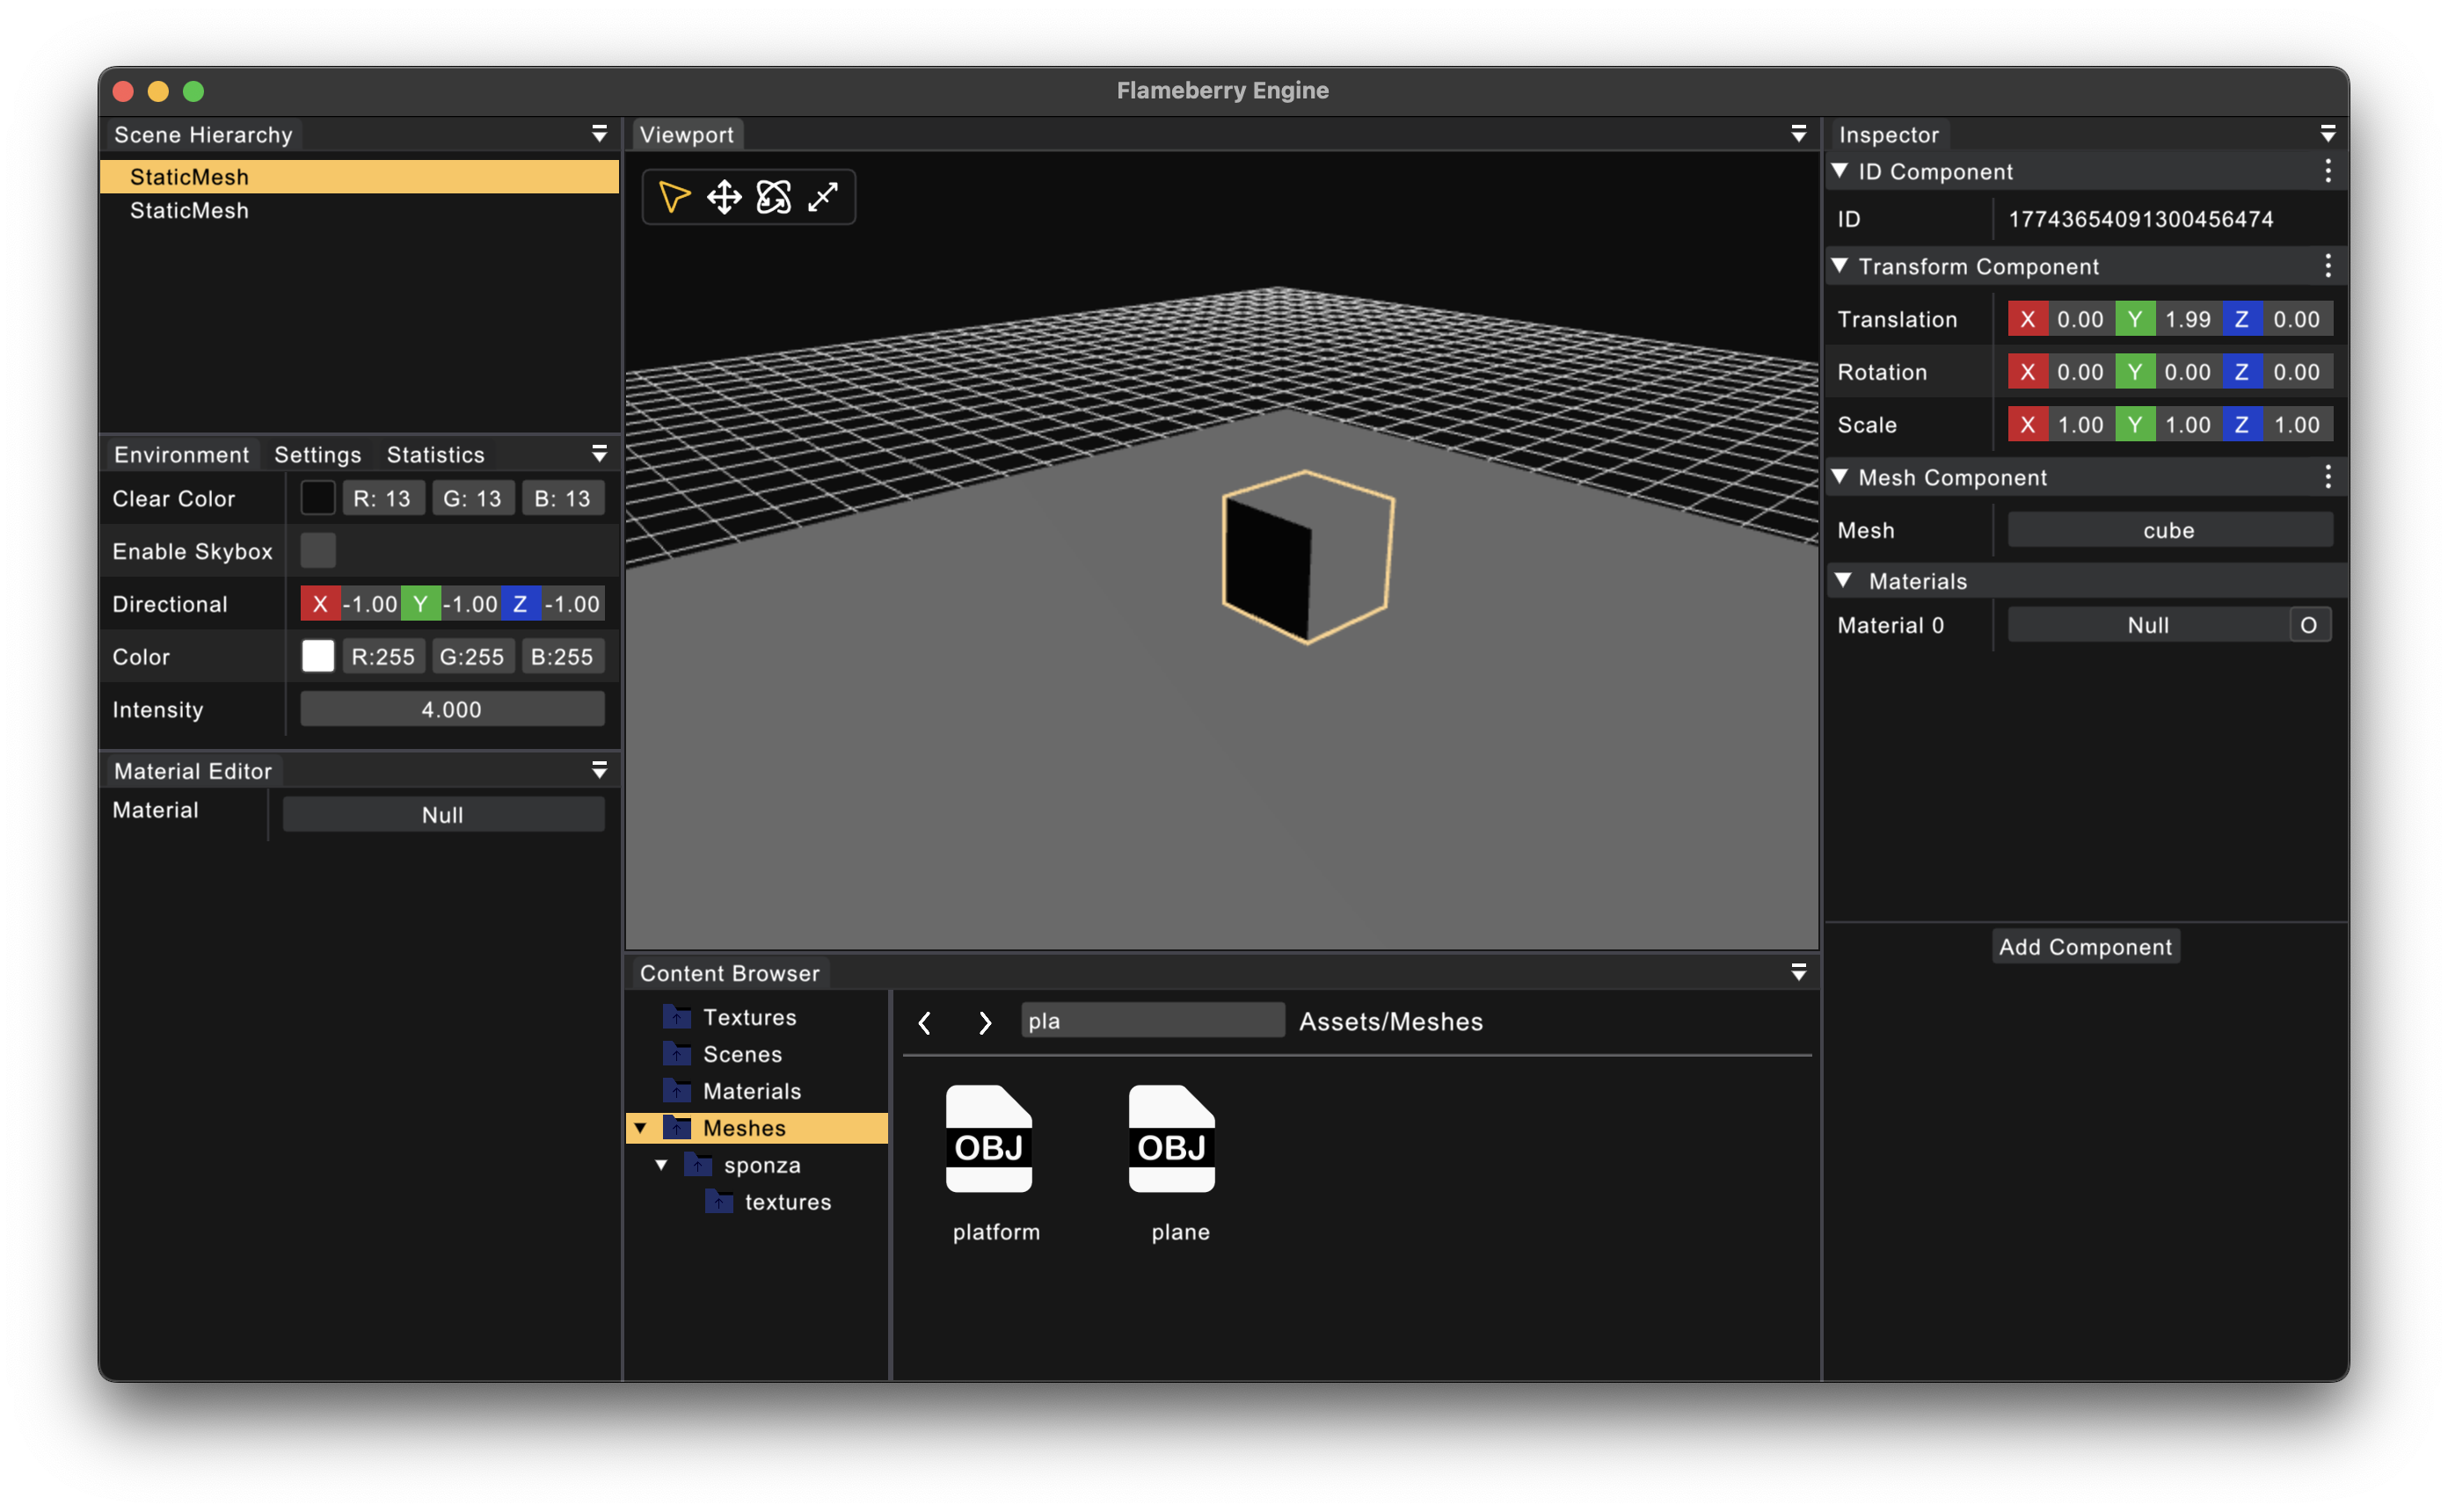 Flameberry Engine
Scene Hierarchy
StaticMesh
StaticMesh
Environment Settings Statistics
Clear Color R: 13 G: 13 B: 13
Enable Skybox
Directional X -1.00 Y -1.00 Z -1.00
Color R:255 G:255 B:255
Intensity 4.000
Material Editor
Material Null
Viewport
Content Browser
Textures
Scenes
Materials
Meshes
sponza
textures
pla Assets/Meshes
OBJ OBJ
platform plane
Inspector
ID Component
ID 17743654091300456474
Transform Component
Translation X 0.00 Y 1.99 Z 0.00
Rotation X 0.00 Y 0.00 Z 0.00
Scale X 1.00 Y 1.00 Z 1.00
Mesh Component
Mesh cube
Materials
Material 0 Null O
Add Component